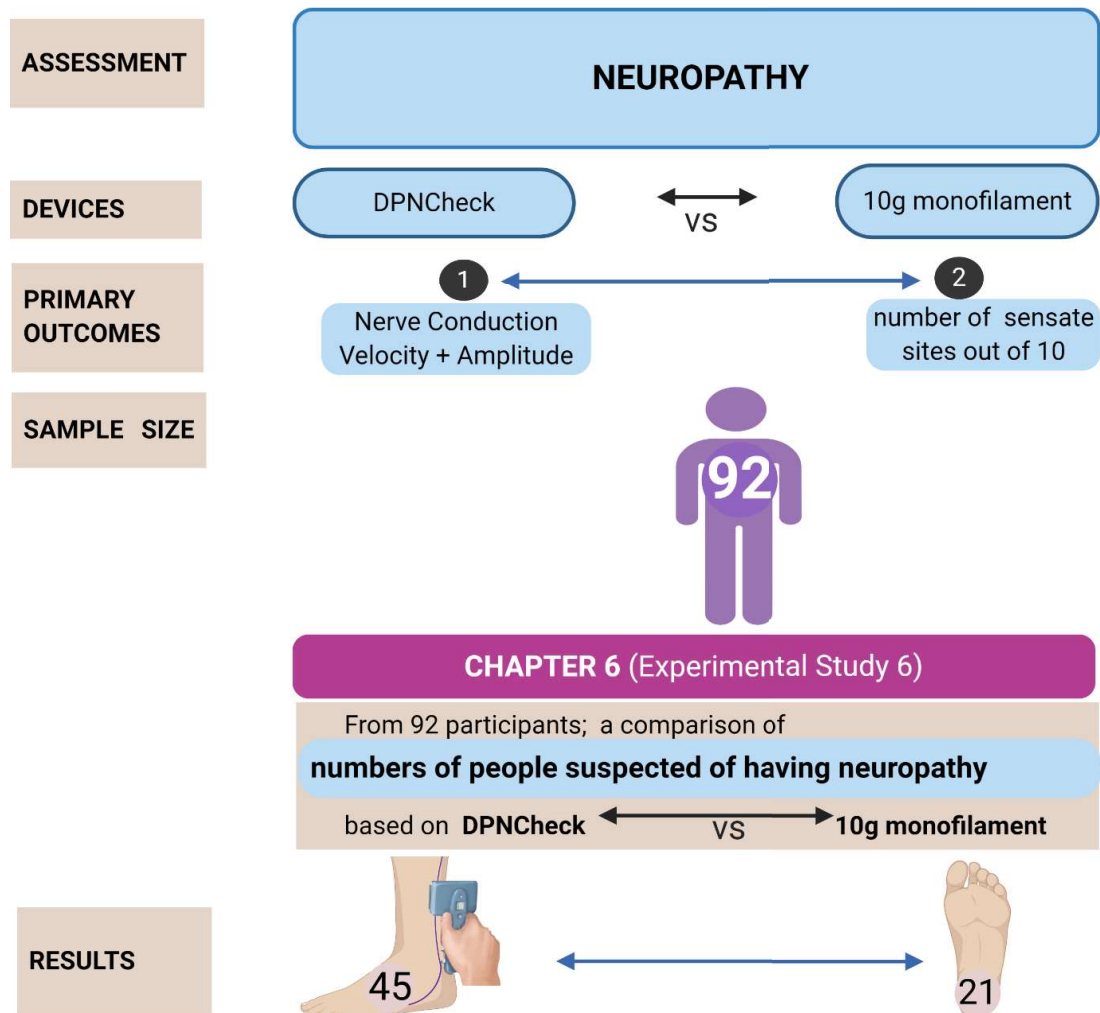 ASSESSMENT
NEUROPATHY
DEVICES
DPNCheck
VS
10g monofilament
PRIMARY
OUTCOMES
1
2
Nerve Conduction
Velocity + Amplitude
number of sensate
sites out of 10
SAMPLE SIZE
92
CHAPTER 6 (Experimental Study 6)
From 92 participants; a comparison of
numbers of people suspected of having neuropathy
based on DPNCheck VS 10g monofilament
RESULTS
45
21